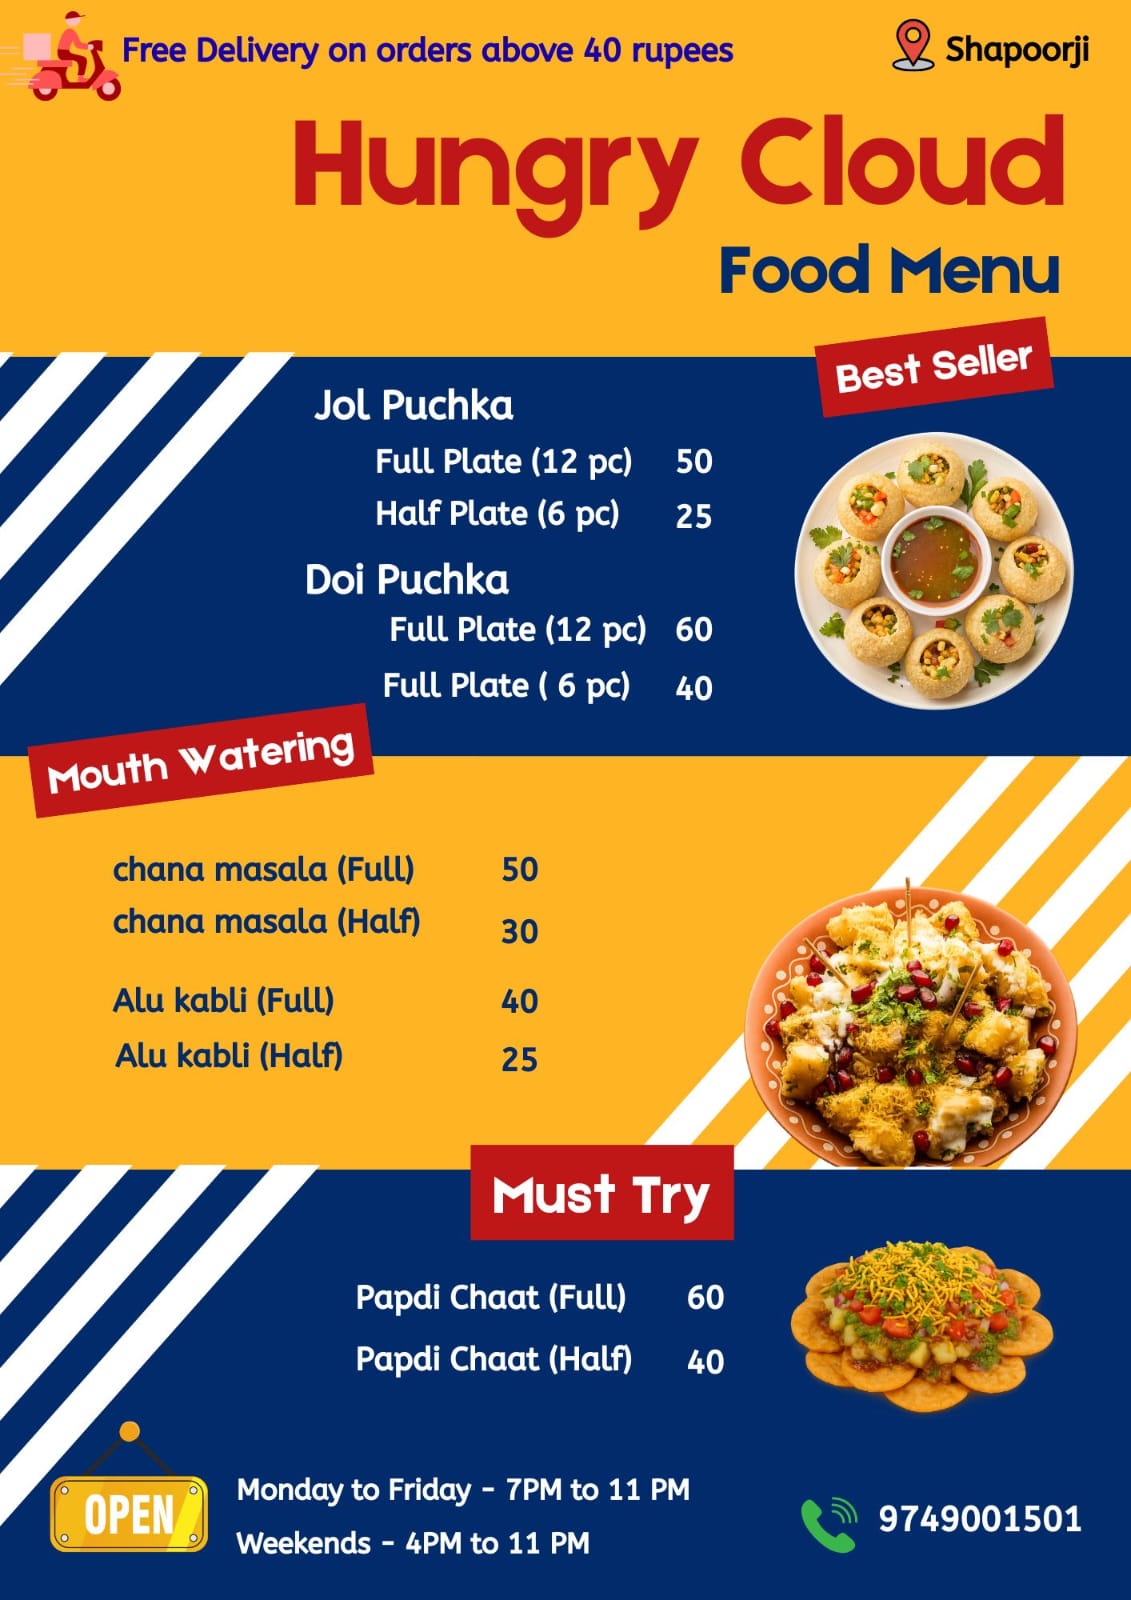 Free Delivery on orders above 40 rupees
Shapoorji
Hungry Cloud
Food Menu
Best Seller
Jol Puchka
Full Plate (12 pc) 50
Half Plate (6 pc) 25
Doi Puchka
Full Plate (12 pc) 60
Full Plate ( 6 pc) 40
Mouth Watering
chana masala (Full) 50
chana masala (Half) 30
Alu kabli (Full) 40
Alu kabli (Half) 25
Must Try
Papdi Chaat (Full) 60
Papdi Chaat (Half) 40
OPEN
Monday to Friday - 7PM to 11 PM
Weekends - 4PM to 11 PM
9749001501